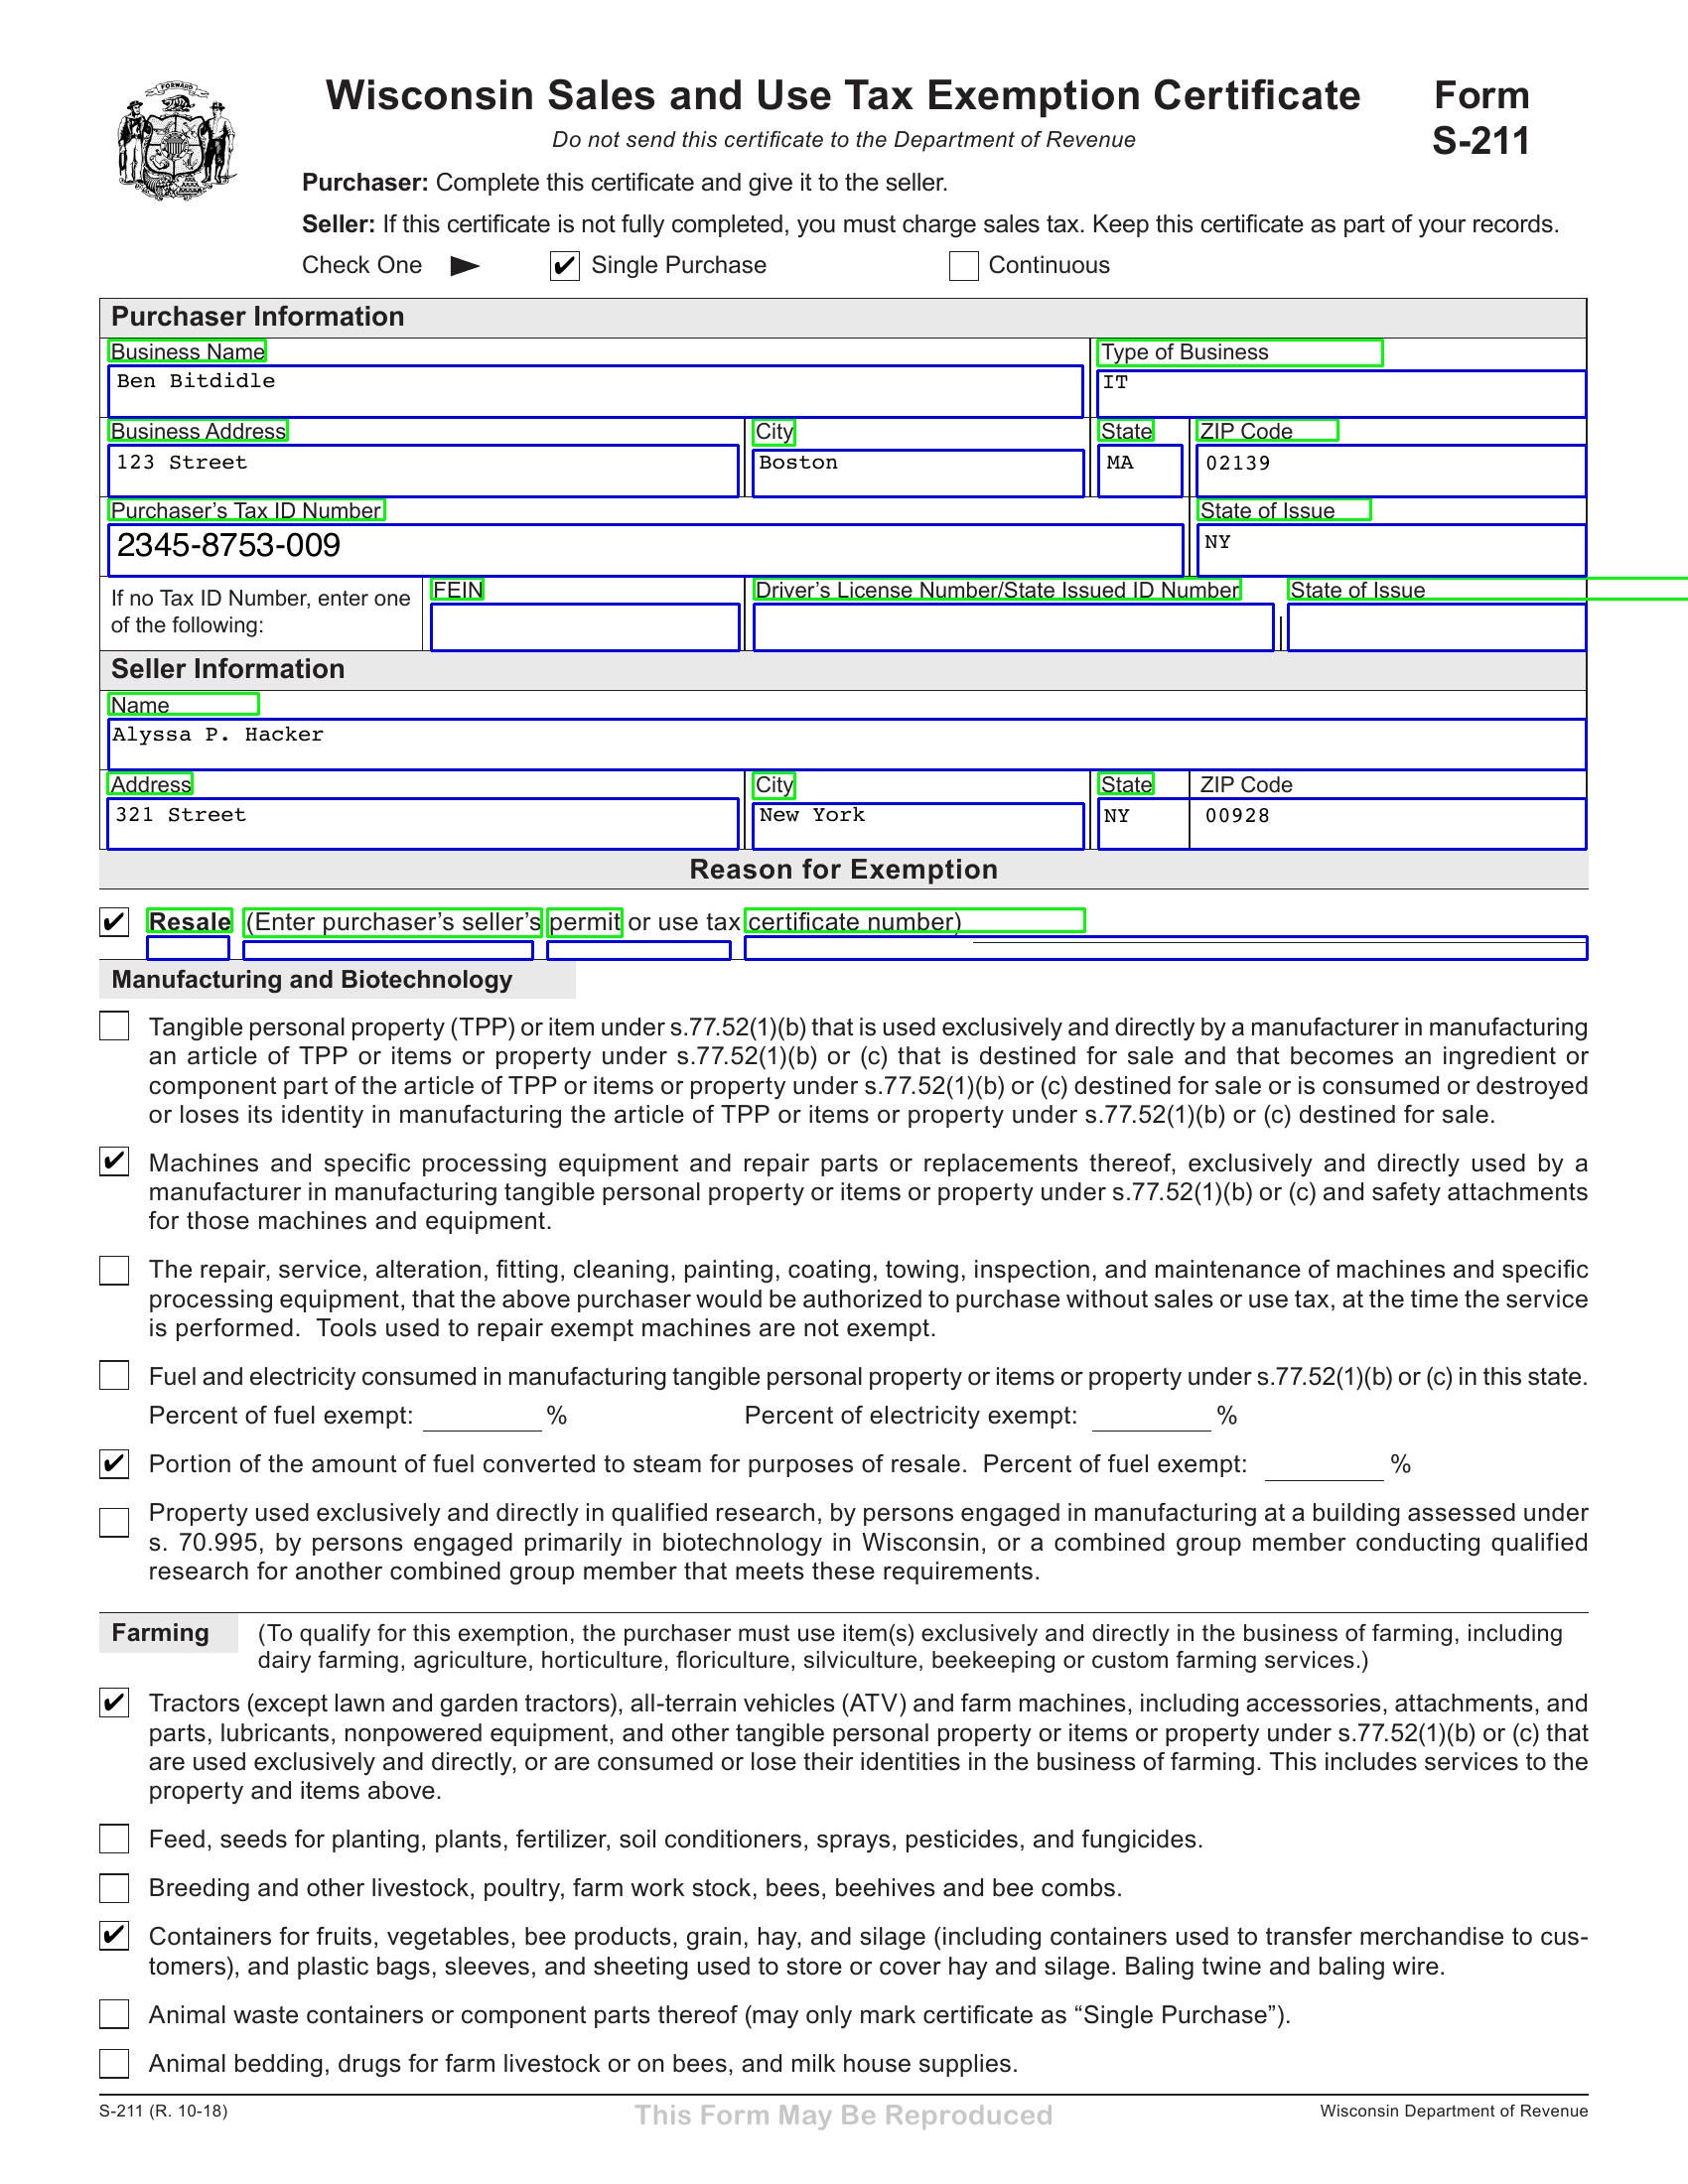 FORWARD
Wisconsin Sales and Use Tax Exemption Certificate
Form
S-211
Do not send this certificate to the Department of Revenue
Purchaser: Complete this certificate and give it to the seller.
Seller: If this certificate is not fully completed, you must charge sales tax. Keep this certificate as part of your records.
Check One ► ✔ Single Purchase Continuous
Purchaser Information
Business Name Type of Business
Ben Bitdidle IT
Business Address City State ZIP Code
123 Street Boston MA 02139
Purchaser’s Tax ID Number State of Issue
2345-8753-009 NY
If no Tax ID Number, enter one
of the following:
FEIN Driver’s License Number/State Issued ID Number State of Issue
Seller Information
Name
Alyssa P. Hacker
Address City State ZIP Code
321 Street New York NY 00928
Reason for Exemption
✔ Resale (Enter purchaser’s seller’s permit or use tax certificate number)
Manufacturing and Biotechnology
Tangible personal property (TPP) or item under s.77.52(1)(b) that is used exclusively and directly by a manufacturer in manufacturing
an article of TPP or items or property under s.77.52(1)(b) or (c) that is destined for sale and that becomes an ingredient or
component part of the article of TPP or items or property under s.77.52(1)(b) or (c) destined for sale or is consumed or destroyed
or loses its identity in manufacturing the article of TPP or items or property under s.77.52(1)(b) or (c) destined for sale.
✔ Machines and specific processing equipment and repair parts or replacements thereof, exclusively and directly used by a
manufacturer in manufacturing tangible personal property or items or property under s.77.52(1)(b) or (c) and safety attachments
for those machines and equipment.
The repair, service, alteration, fitting, cleaning, painting, coating, towing, inspection, and maintenance of machines and specific
processing equipment, that the above purchaser would be authorized to purchase without sales or use tax, at the time the service
is performed. Tools used to repair exempt machines are not exempt.
Fuel and electricity consumed in manufacturing tangible personal property or items or property under s.77.52(1)(b) or (c) in this state.
Percent of fuel exempt: ________ % Percent of electricity exempt: ________ %
✔ Portion of the amount of fuel converted to steam for purposes of resale. Percent of fuel exempt: ________ %
Property used exclusively and directly in qualified research, by persons engaged in manufacturing at a building assessed under
s. 70.995, by persons engaged primarily in biotechnology in Wisconsin, or a combined group member conducting qualified
research for another combined group member that meets these requirements.
Farming (To qualify for this exemption, the purchaser must use item(s) exclusively and directly in the business of farming, including
dairy farming, agriculture, horticulture, floriculture, silviculture, beekeeping or custom farming services.)
✔ Tractors (except lawn and garden tractors), all-terrain vehicles (ATV) and farm machines, including accessories, attachments, and
parts, lubricants, nonpowered equipment, and other tangible personal property or items or property under s.77.52(1)(b) or (c) that
are used exclusively and directly, or are consumed or lose their identities in the business of farming. This includes services to the
property and items above.
Feed, seeds for planting, plants, fertilizer, soil conditioners, sprays, pesticides, and fungicides.
Breeding and other livestock, poultry, farm work stock, bees, beehives and bee combs.
✔ Containers for fruits, vegetables, bee products, grain, hay, and silage (including containers used to transfer merchandise to cus-
tomers), and plastic bags, sleeves, and sheeting used to store or cover hay and silage. Baling twine and baling wire.
Animal waste containers or component parts thereof (may only mark certificate as “Single Purchase”).
Animal bedding, drugs for farm livestock or on bees, and milk house supplies.
S-211 (R. 10-18) This Form May Be Reproduced Wisconsin Department of Revenue